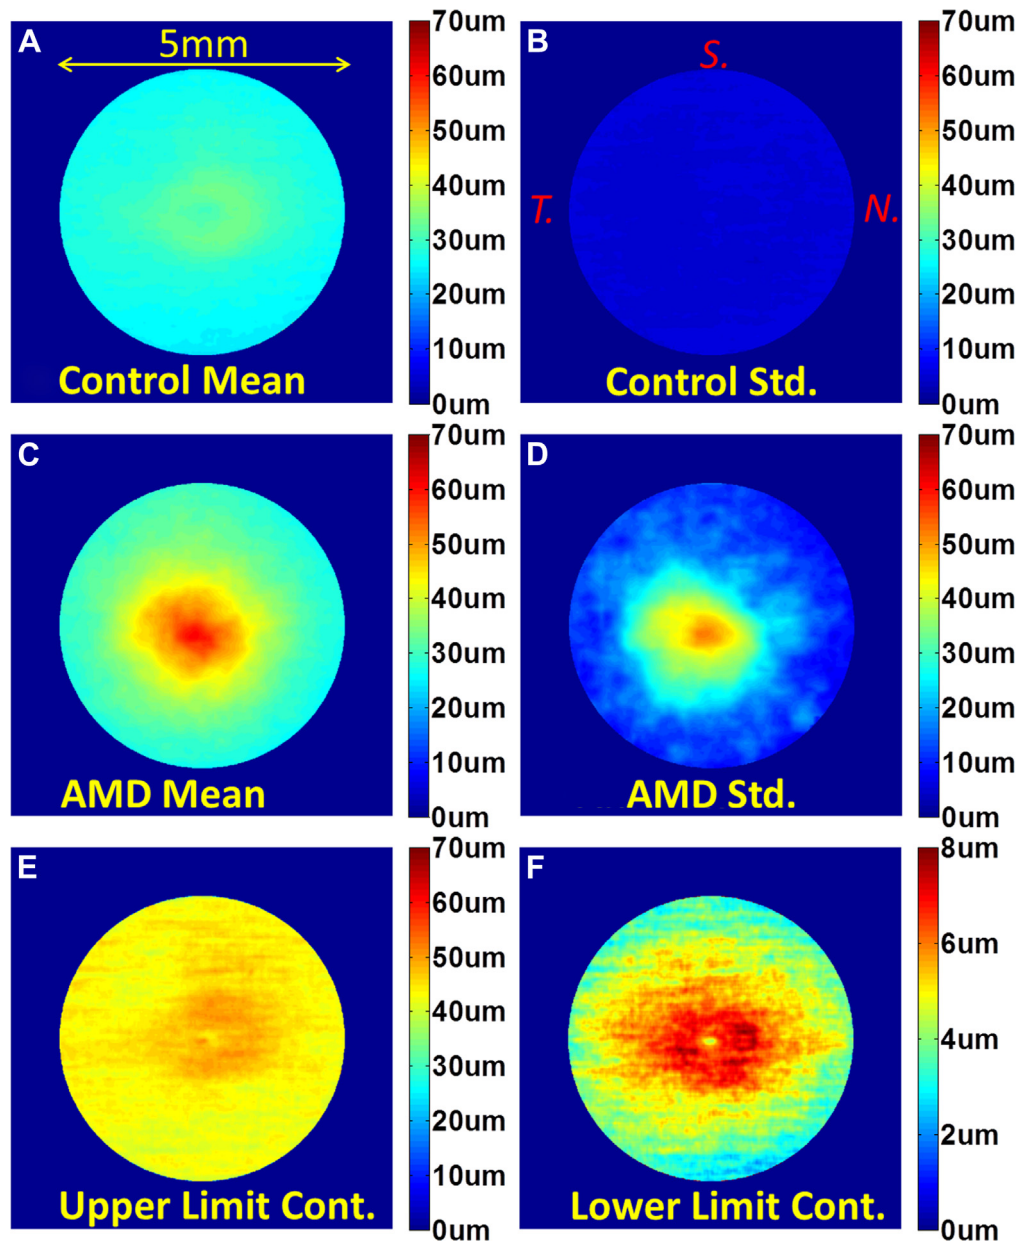 A
5mm
70um
60um
50um
40um
30um
20um
10um
0um
Control Mean
B
S.
T.
N.
70um
60um
50um
40um
30um
20um
10um
0um
Control Std.
C
70um
60um
50um
40um
30um
20um
10um
0um
AMD Mean
D
70um
60um
50um
40um
30um
20um
10um
0um
AMD Std.
E
70um
60um
50um
40um
30um
20um
10um
0um
Upper Limit Cont.
F
8um
6um
4um
2um
0um
Lower Limit Cont.